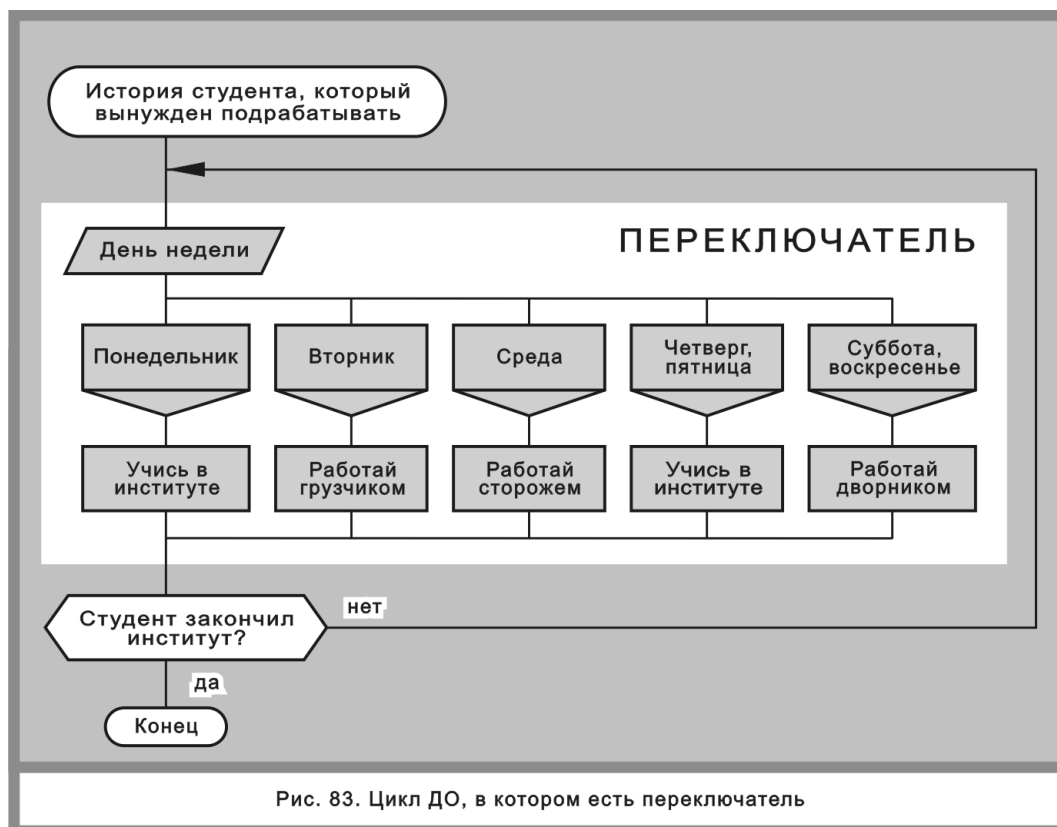 История студента, который
вынужден подрабатывать
День недели
ПЕРЕКЛЮЧАТЕЛЬ
Понедельник
Вторник
Среда
Четверг,
пятница
Суббота,
воскресенье
Учись в
институте
Работай
грузчиком
Работай
сторожем
Учись в
институте
Работай
дворником
Студент закончил
институт?
нет
да
Конец
Рис. 83. Цикл ДО, в котором есть переключатель